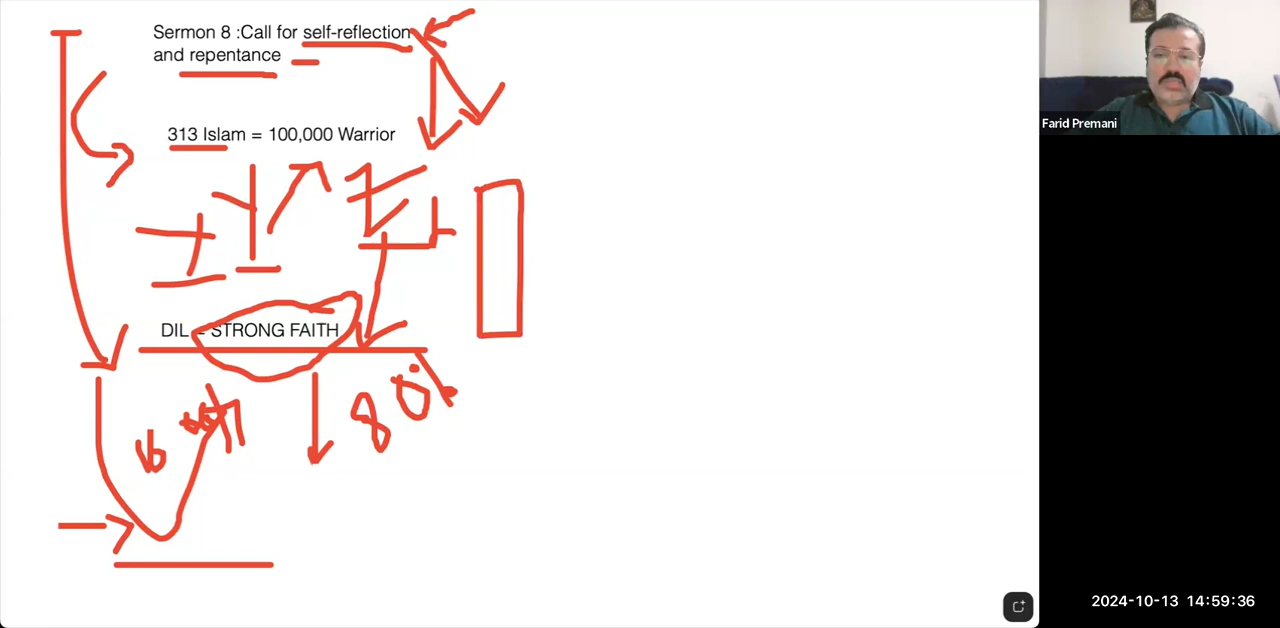 Sermon 8 :Call for self-reflection
and repentance
313 Islam = 100,000 Warrior
DIL = STRONG FAITH
80%
Farid Premani
2024-10-13 14:59:36